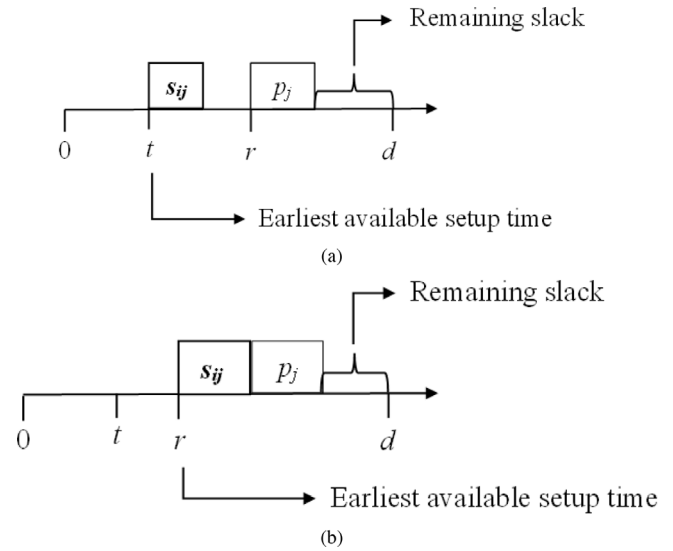 Remaining slack
sij pj
0 t r d
Earliest available setup time
(a)
Remaining slack
sij pj
0 t r d
Earliest available setup time
(b)